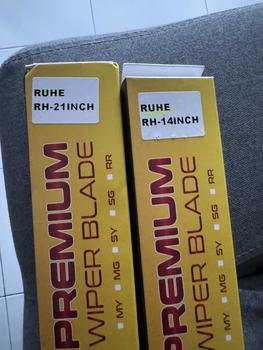 RUHE
RH-21INCH
PREMIUM
WIPER BLADE
MY MG SY SG RR
RUHE
RH-14INCH
PREMIUM
WIPER BLADE
MY MG SY SG RR